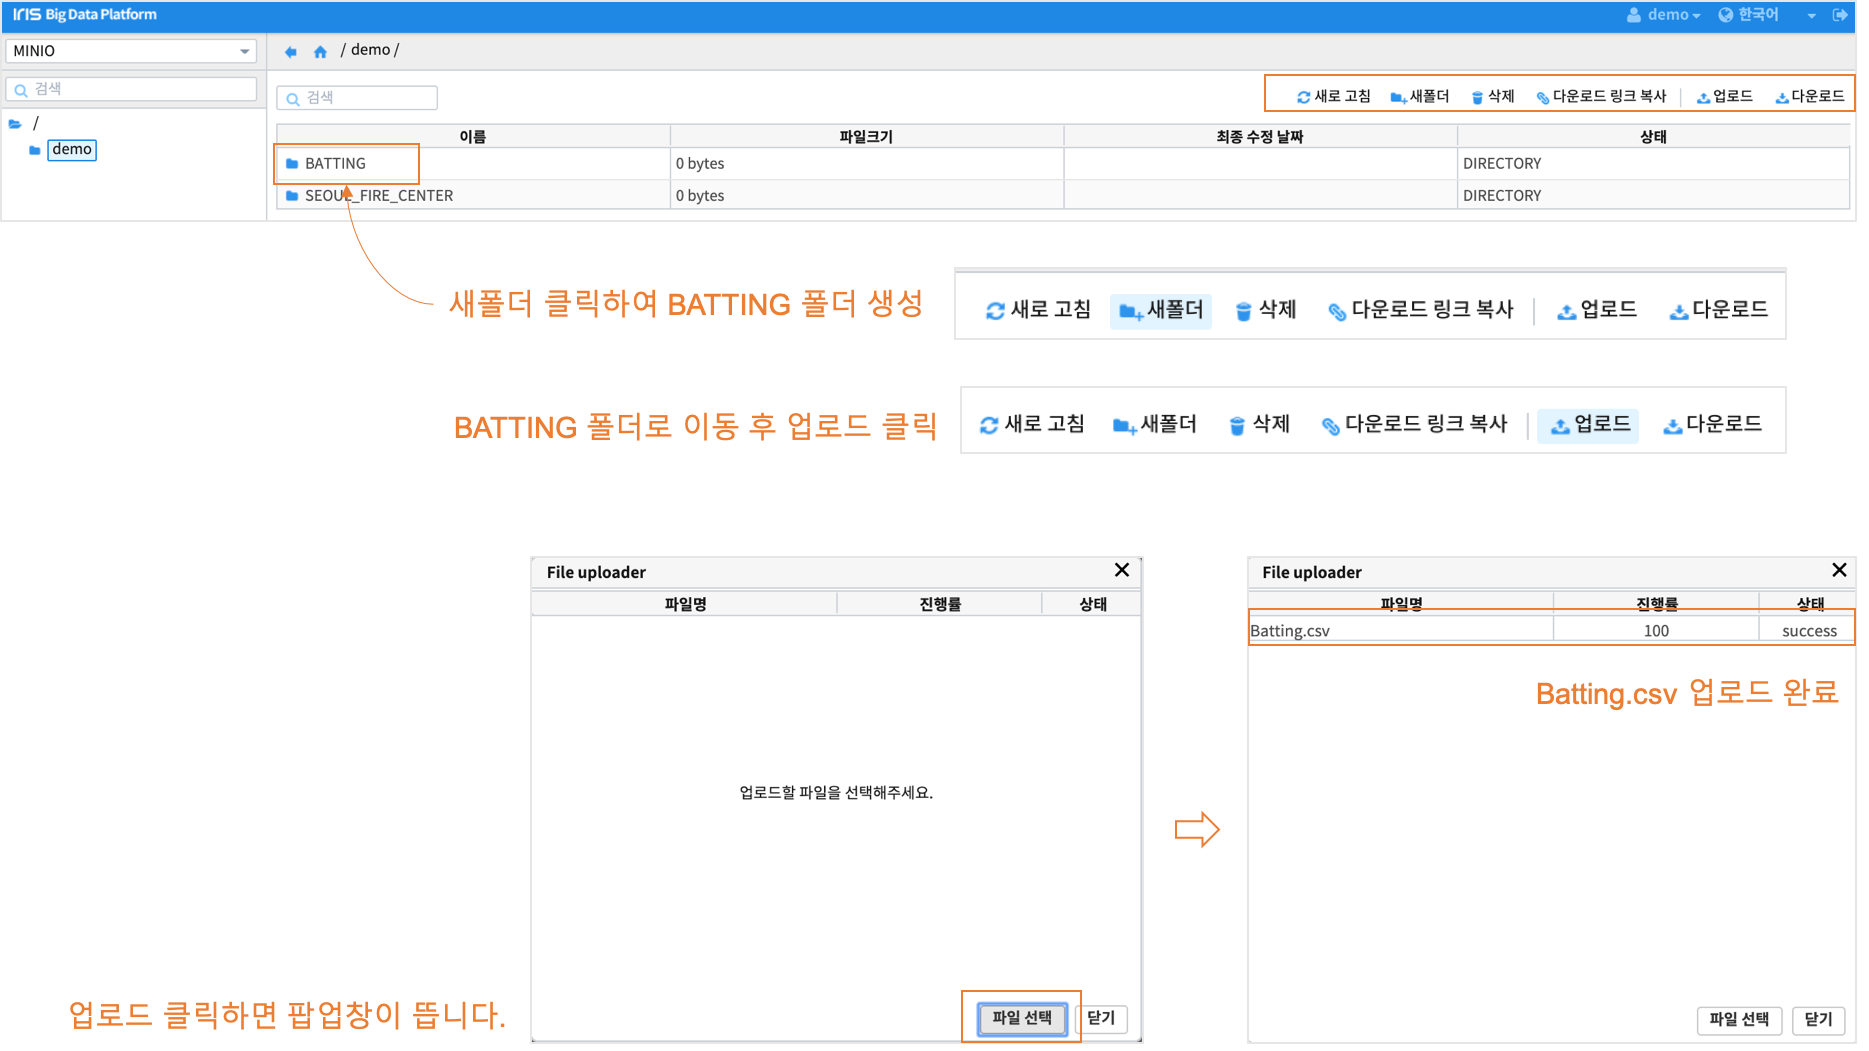 IRIS Big Data Platform
demo
한국어
MINIO
/ demo /
검색
검색
새로 고침 새폴더 삭제 다운로드 링크 복사 업로드 다운로드
/
demo
이름 파일크기 최종 수정 날짜 상태
BATTING 0 bytes DIRECTORY
SEOUL_FIRE_CENTER 0 bytes DIRECTORY
새폴더 클릭하여 BATTING 폴더 생성
새로 고침 새폴더 삭제 다운로드 링크 복사 업로드 다운로드
BATTING 폴더로 이동 후 업로드 클릭
새로 고침 새폴더 삭제 다운로드 링크 복사 업로드 다운로드
File uploader
파일명 진행률 상태
업로드할 파일을 선택해주세요.
파일 선택 닫기
업로드 클릭하면 팝업창이 뜹니다.
File uploader
파일명 진행률 상태
Batting.csv 100 success
Batting.csv 업로드 완료
파일 선택 닫기